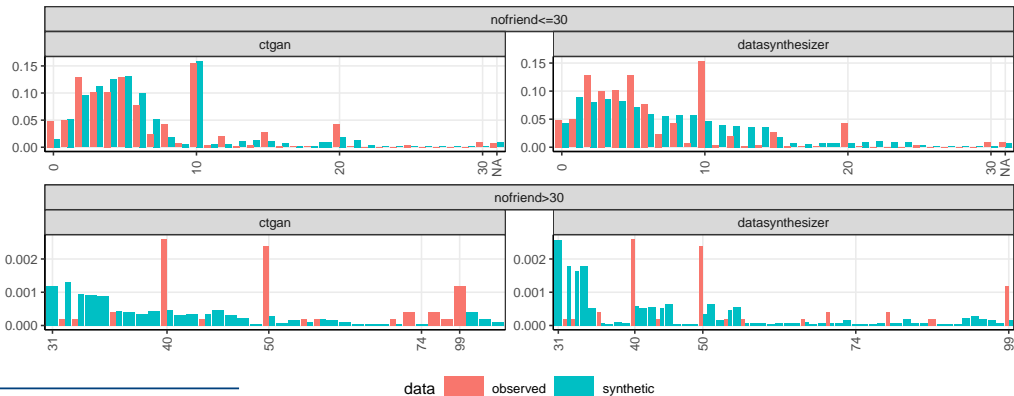 nofriend<=30
ctgan datasynthesizer
0.15 0.15
0.10 0.10
0.05 0.05
0.00 0.00
0 10 20 30 NA 0 10 20 30 NA
nofriend>30
ctgan datasynthesizer
0.002 0.002
0.001 0.001
0.000 0.000
31 40 50 74 99 31 40 50 74 99
data observed synthetic